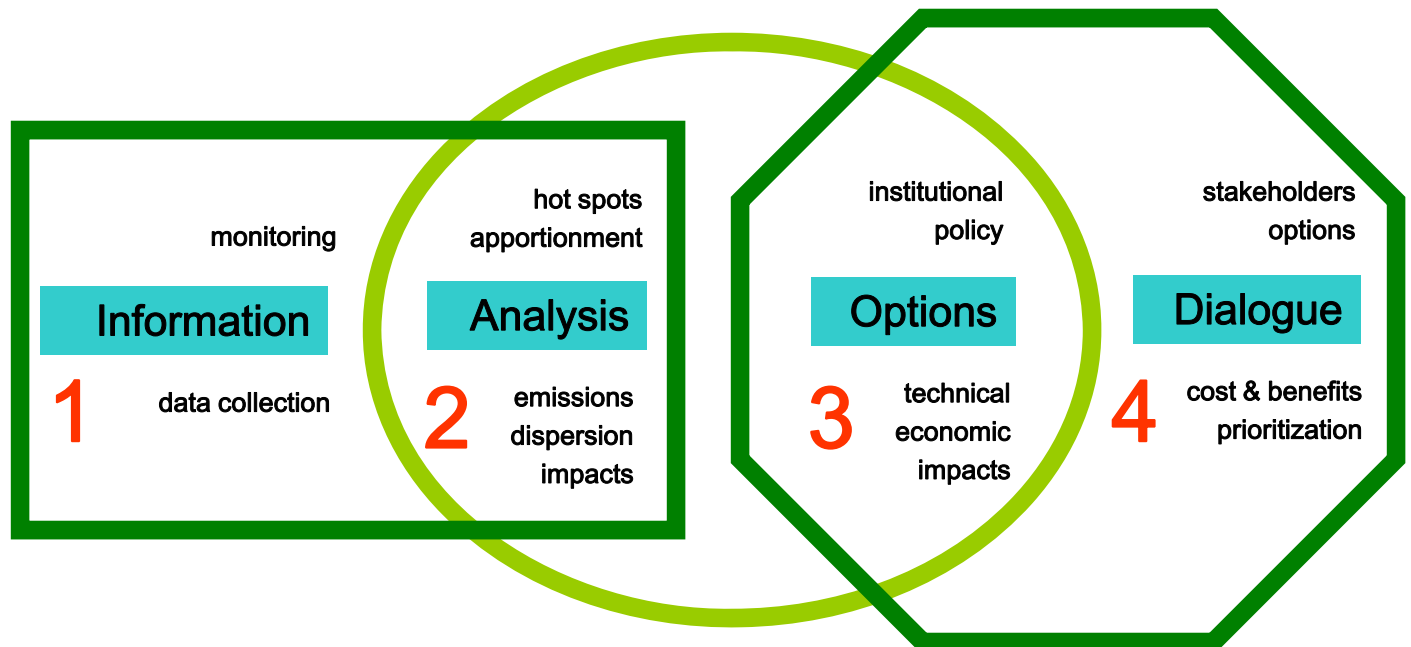 monitoring
Information
1
data collection
hot spots
apportionment
Analysis
2
emissions
dispersion
impacts
institutional
policy
Options
3
technical
economic
impacts
stakeholders
options
Dialogue
4
cost & benefits
prioritization